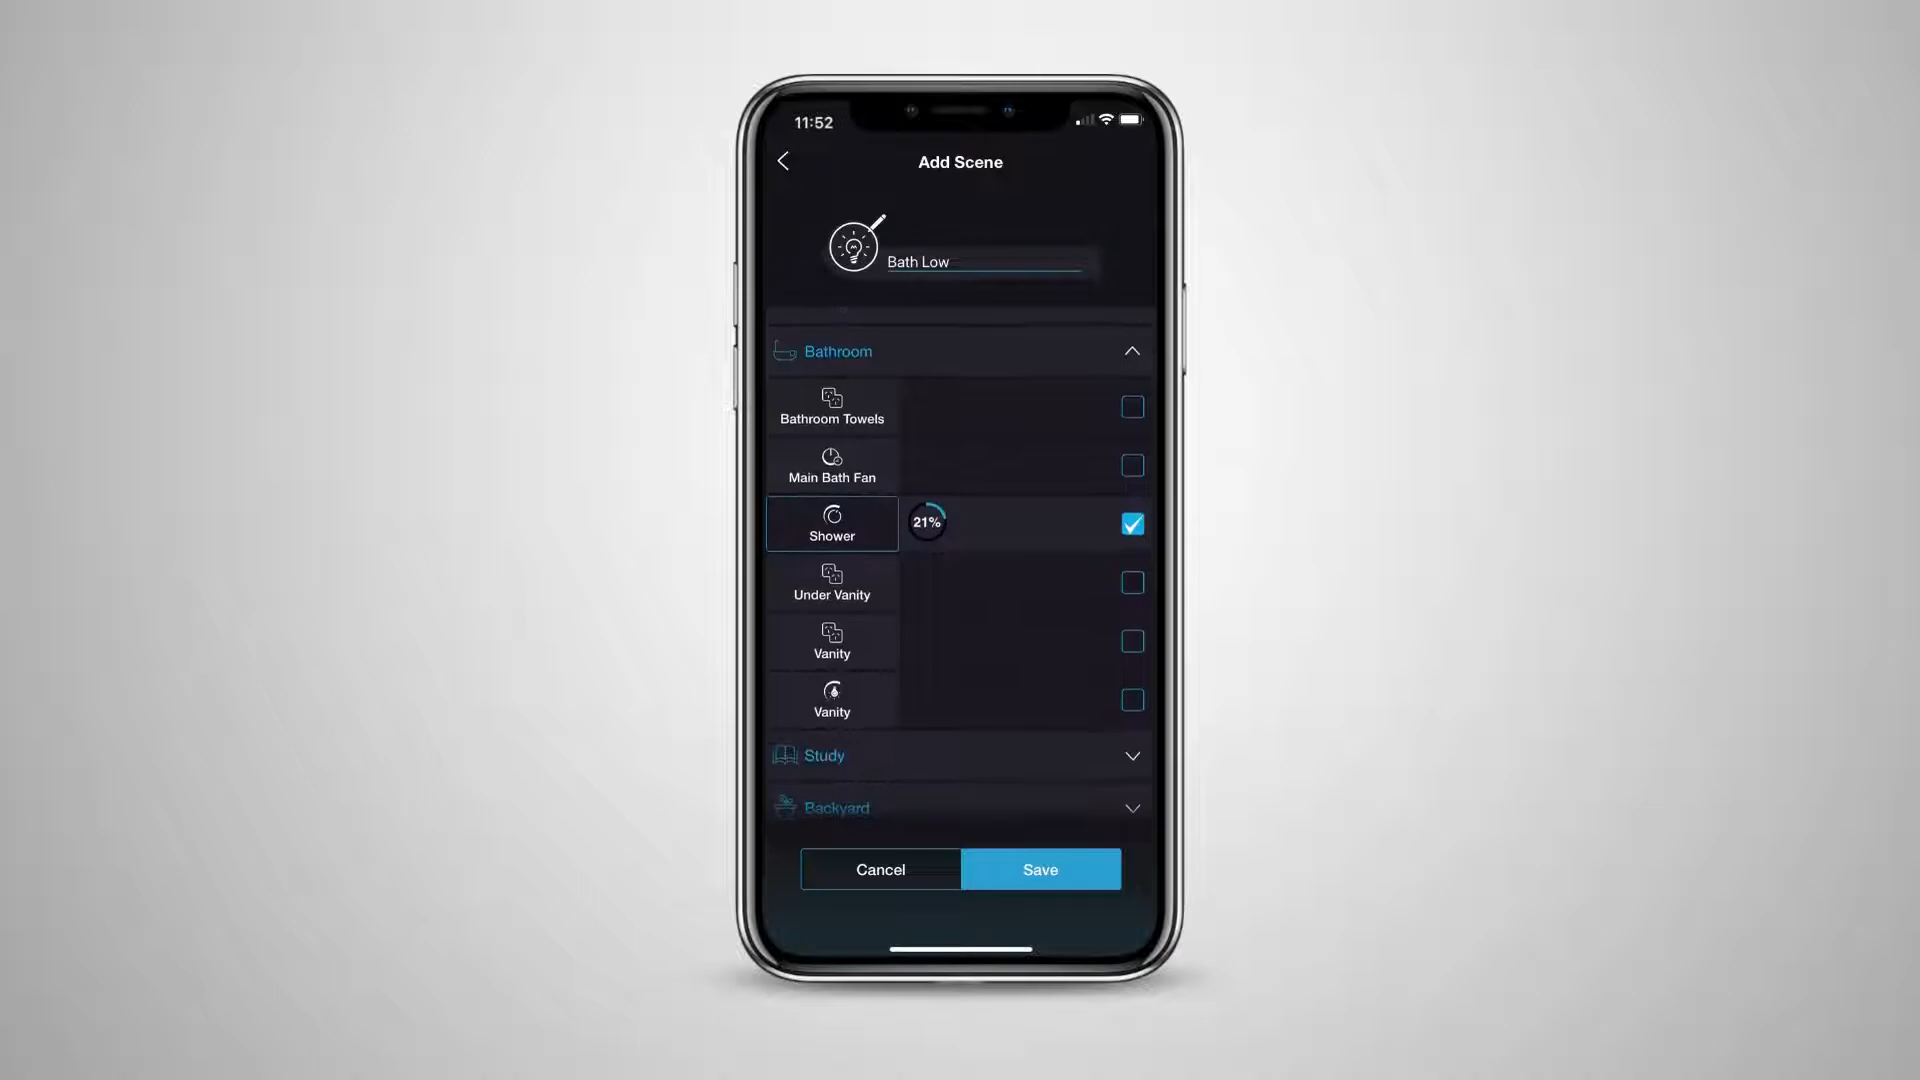 11:52
Add Scene
Bath Low
Bathroom
Bathroom Towels
Main Bath Fan
Shower
21%
Under Vanity
Vanity
Vanity
Study
Backyard
Cancel
Save